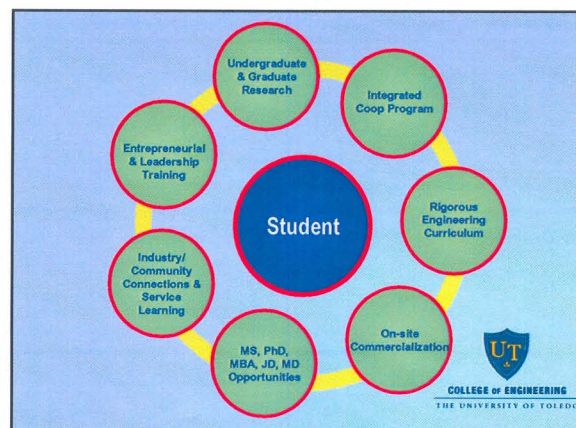 Undergraduate
& Graduate
Research
Integrated
Coop Program
Entrepreneurial
& Leadership
Training
Student
Rigorous
Engineering
Curriculum
Industry/
Community
Connections &
Service
Learning
On-site
Commercialization
MS, PhD,
MBA, JD, MD
Opportunities
UT
COLLEGE OF ENGINEERING
THE UNIVERSITY OF TOLEDO